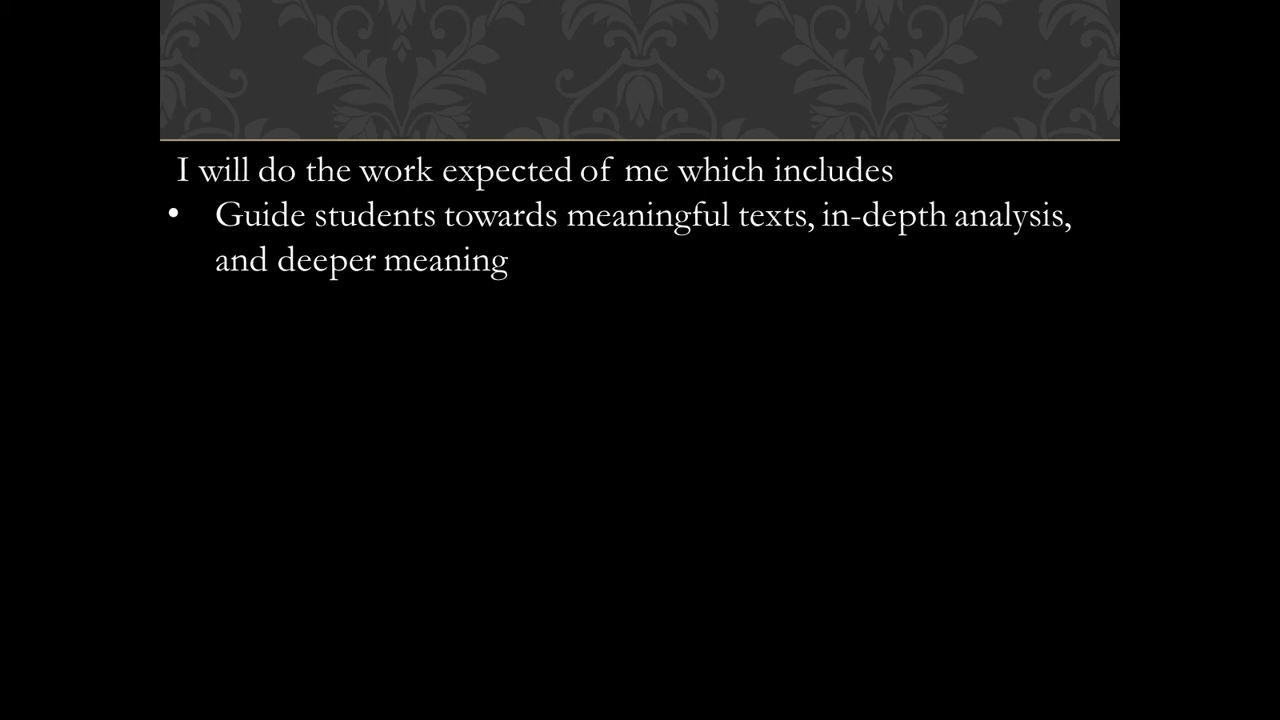 I will do the work expected of me which includes
• Guide students towards meaningful texts, in-depth analysis,
and deeper meaning